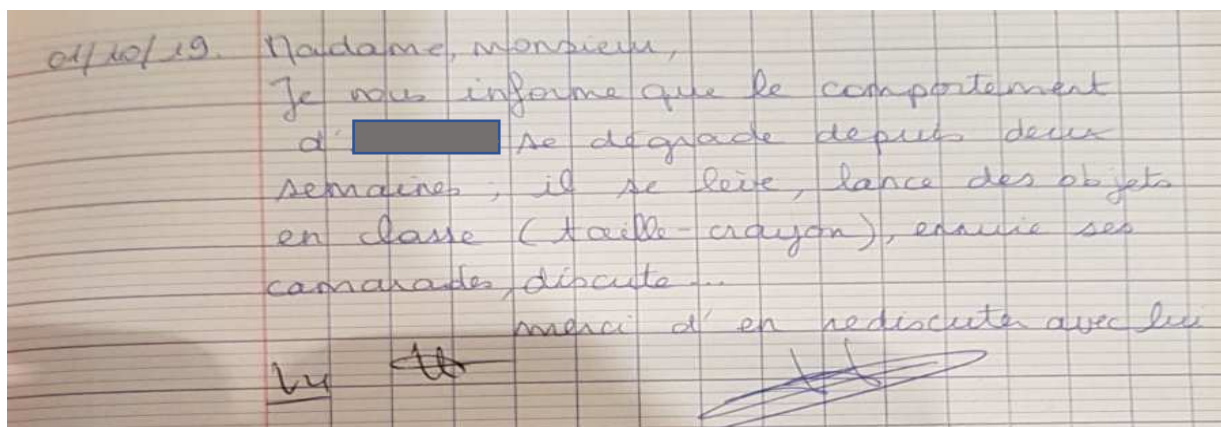 01/10/19. Madame, Monsieur,
Je vous informe que le comportement
d' se dégrade depuis deux
semaines ; il se lève, lance des objets
en classe (taille-crayon), ennuie ses
camarades, discute...
merci d'en rediscuter avec lui
Vu